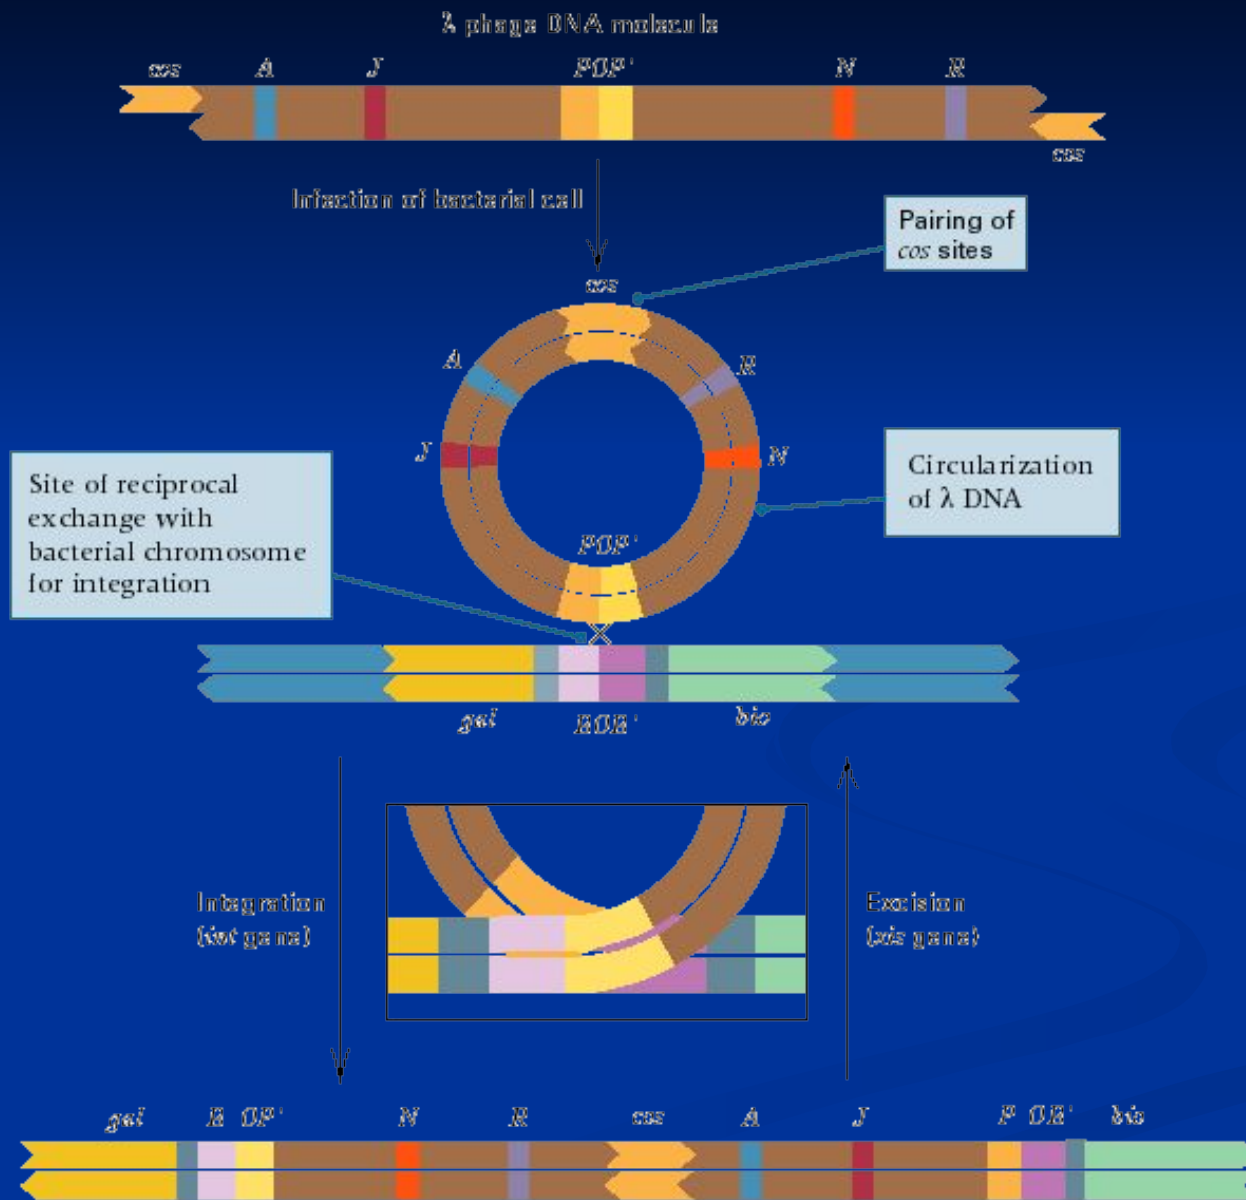 λ phage DNA molecule
cos A J POP' N R
cos
Infection of bacterial cell
Pairing of
cos sites
cos
A R
J N
Circularization
of λ DNA
Site of reciprocal
exchange with
bacterial chromosome
for integration
POP'
gal BOB' bio
Integration
(int gene)
Excision
(xis gene)
gal B OP' N R cos A J P OB' bio